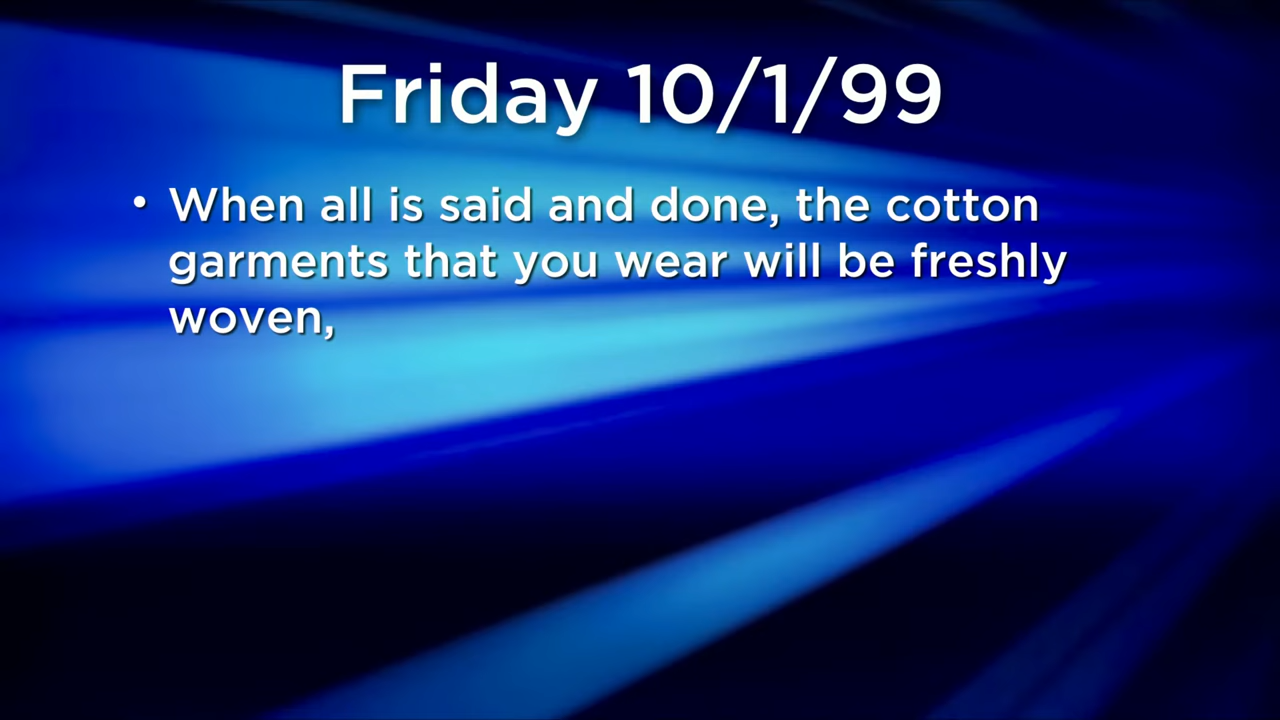 Friday 10/1/99
• When all is said and done, the cotton
garments that you wear will be freshly
woven,